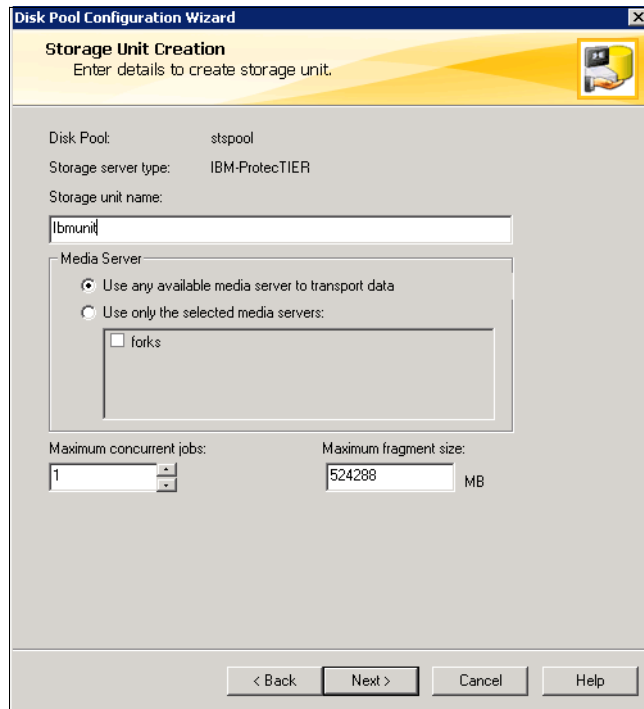 Disk Pool Configuration Wizard
Storage Unit Creation
Enter details to create storage unit.
Disk Pool: stspool
Storage server type: IBM-ProtecTIER
Storage unit name:
Ibmunit
Media Server
Use any available media server to transport data
Use only the selected media servers:
forks
Maximum concurrent jobs: Maximum fragment size:
1 524288 MB
< Back Next > Cancel Help